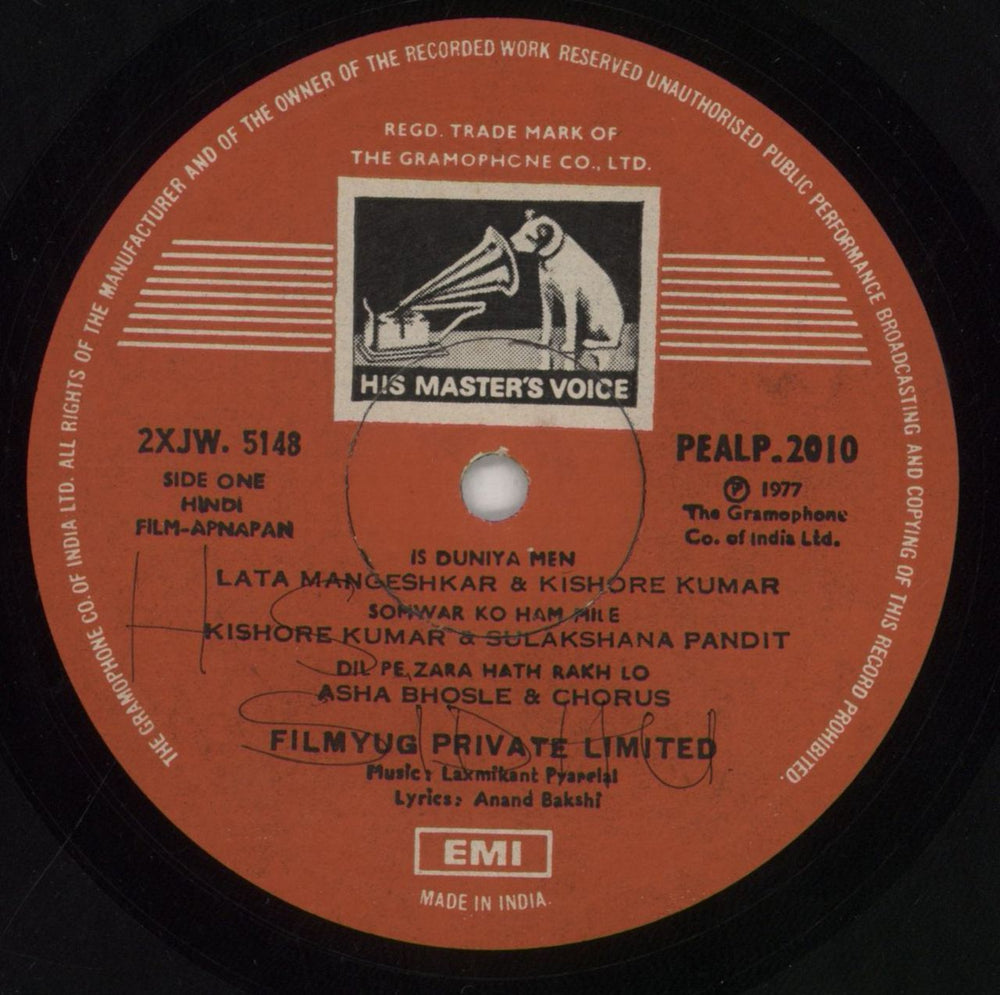 THE GRAMOPHONE CO. OF INDIA LTD. ALL RIGHTS OF THE MANUFACTURER AND OF THE OWNER OF THE RECORDED WORK RESERVED UNAUTHORISED PUBLIC PERFORMANCE BROADCASTING AND COPYING OF THIS RECORD PROHIBITED.
REGD. TRADE MARK OF
THE GRAMOPHONE CO., LTD.
HIS MASTER'S VOICE
2XJW. 5148
SIDE ONE
HINDI
FILM-APNAPAN
PEALP.2010
Ⓟ 1977
The Gramophone
Co. of India Ltd.
IS DUNIYA MEN
LATA MANGESHKAR & KISHORE KUMAR
SOMWAR KO HAM MILE
KISHORE KUMAR & SULAKSHANA PANDIT
DIL PE, ZARA HATH RAKH LO
ASHA BHOSLE & CHORUS
H S
SIDHU
FILMYUG PRIVATE LIMITED
Music: Laxmikant Pyarelal
Lyrics: Anand Bakshi
EMI
MADE IN INDIA.